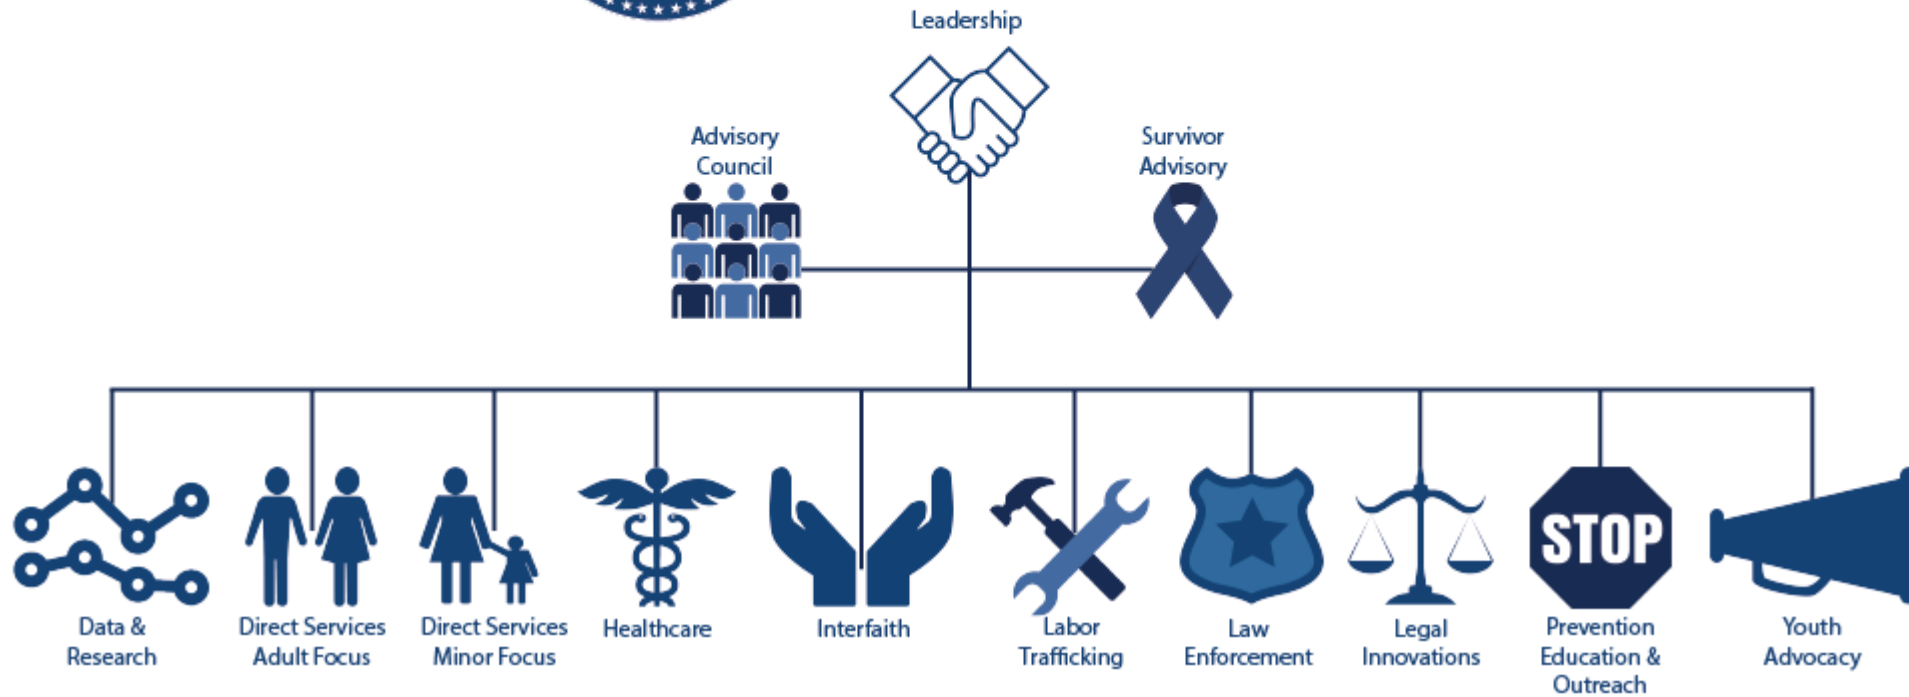 Leadership
Advisory
Council
Survivor
Advisory
Data &
Research
Direct Services
Adult Focus
Direct Services
Minor Focus
Healthcare
Interfaith
Labor
Trafficking
Law
Enforcement
Legal
Innovations
STOP
Prevention
Education &
Outreach
Youth
Advocacy